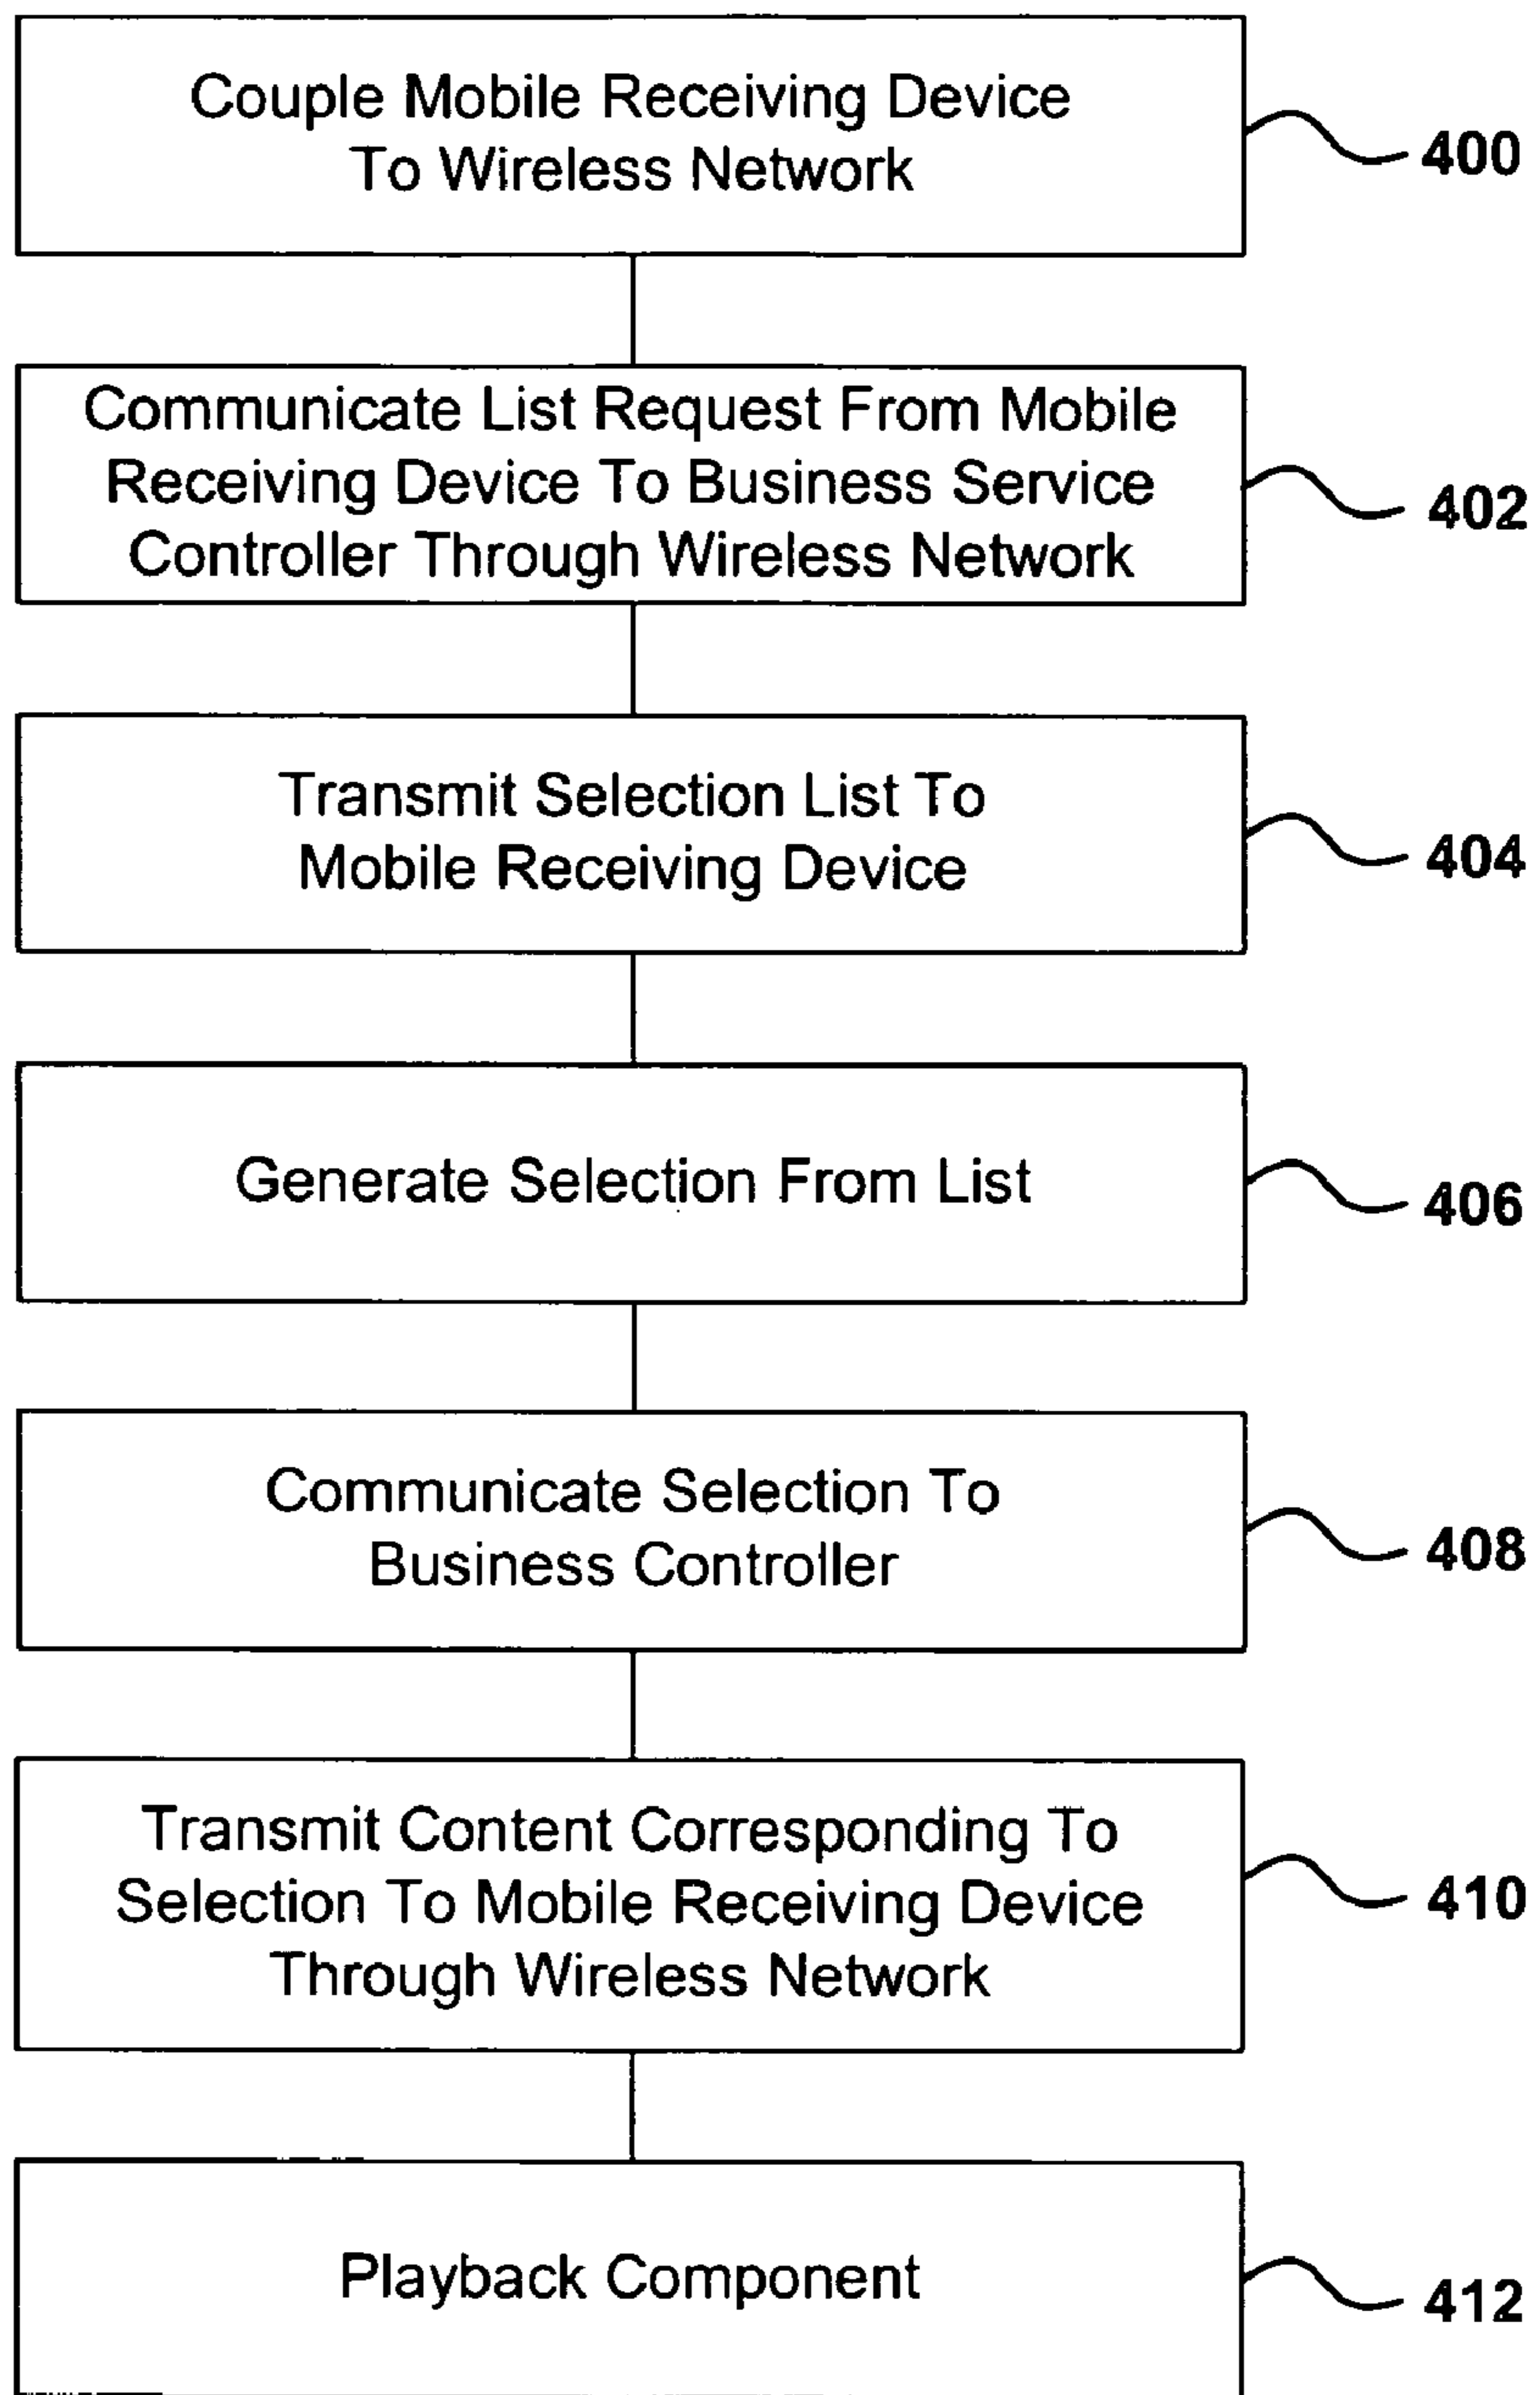 Couple Mobile Receiving Device
To Wireless Network
400
Communicate List Request From Mobile
Receiving Device To Business Service
Controller Through Wireless Network
402
Transmit Selection List To
Mobile Receiving Device
404
Generate Selection From List
406
Communicate Selection To
Business Controller
408
Transmit Content Corresponding To
Selection To Mobile Receiving Device
Through Wireless Network
410
Playback Component
412